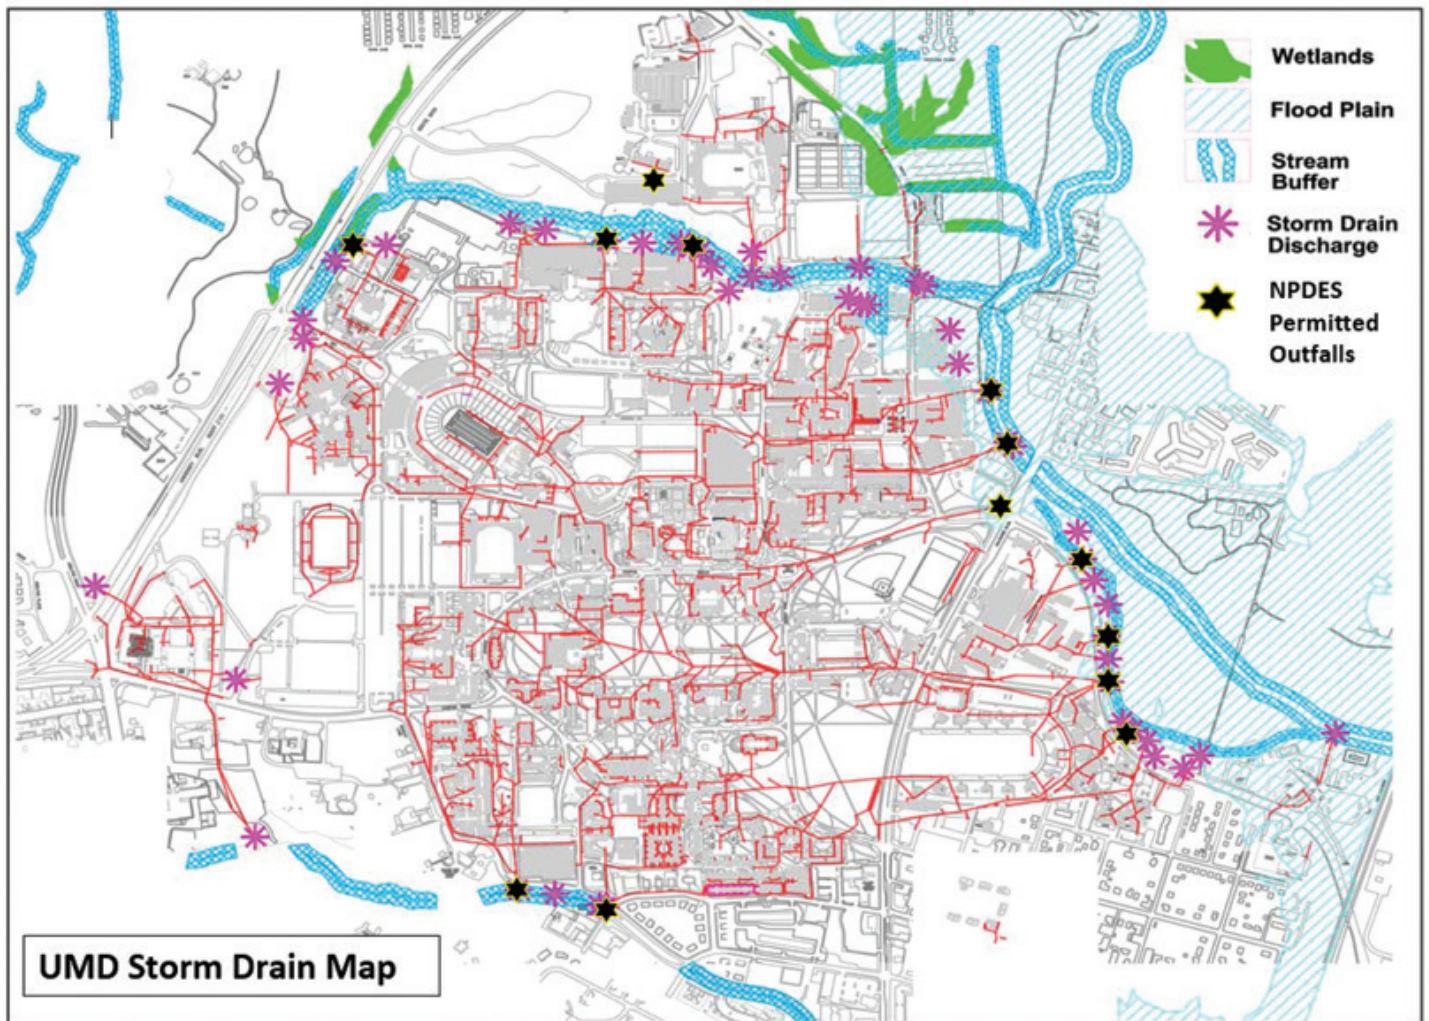 Wetlands
Flood Plain
Stream
Buffer
Storm Drain
Discharge
NPDES
Permitted
Outfalls
UMD Storm Drain Map